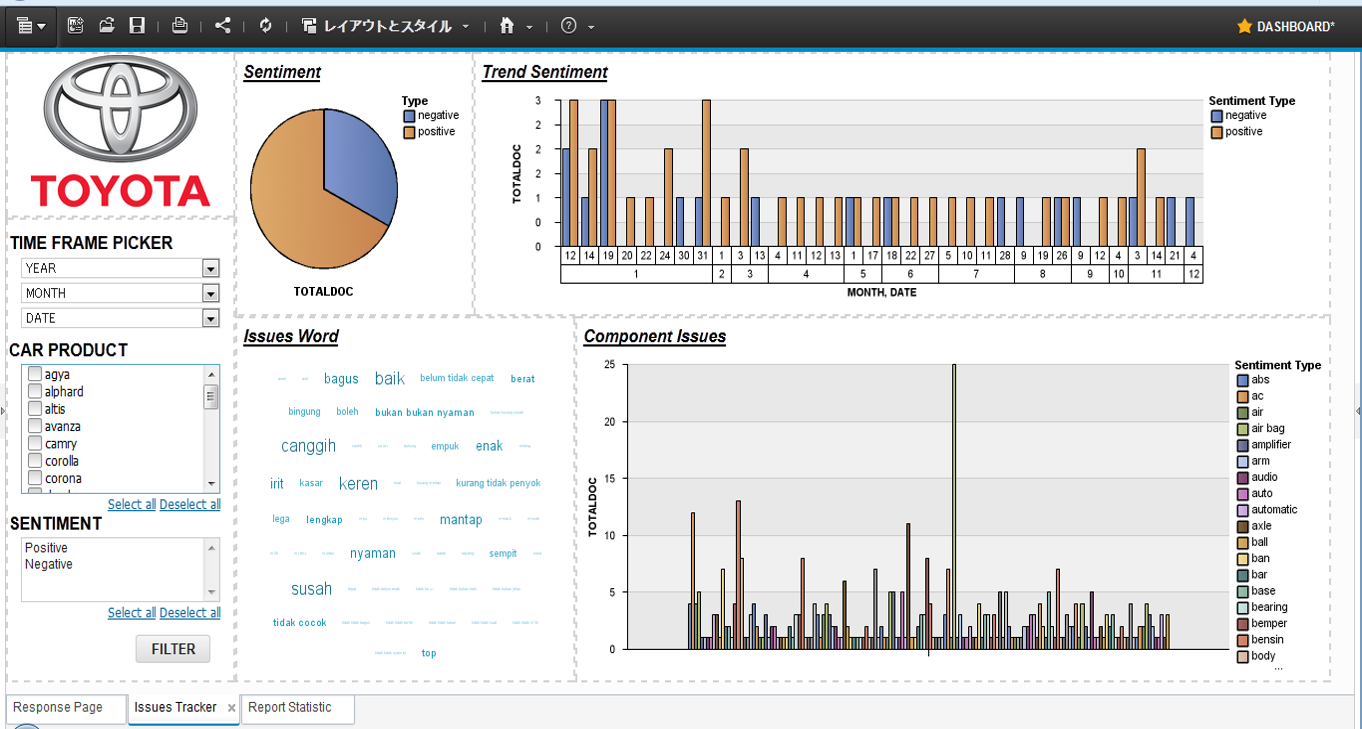 レイアウトとスタイル
DASHBOARD*
TOYOTA
TIME FRAME PICKER
YEAR
MONTH
DATE
CAR PRODUCT
agya
alphard
altis
avanza
camry
corolla
corona
Select all Deselect all
SENTIMENT
Positive
Negative
Select all Deselect all
FILTER
Sentiment
Type
negative
positive
TOTALDOC
Trend Sentiment
TOTALDOC
3
2
2
2
1
0
0
12 14 19 20 22 24 30 31 1 3 13 4 11 12 13 1 17 18 22 27 5 10 11 28 9 19 26 9 12 4 3 14 21 4
1 2 3 4 5 6 7 8 9 10 11 12
MONTH, DATE
Sentiment Type
negative
positive
Issues Word
bagus baik belum tidak cepat berat
bingung boleh bukan bukan nyaman
canggih empuk enak
irit kasar keren kurang tidak penyok
lega lengkap mantap
nyaman sempit
susah
tidak cocok
top
Component Issues
TOTALDOC
25
20
15
10
5
0
Sentiment Type
abs
ac
air
air bag
amplifier
arm
audio
auto
automatic
axle
ball
ban
bar
base
bearing
bemper
bensin
body
...
Response Page
Issues Tracker ×
Report Statistic